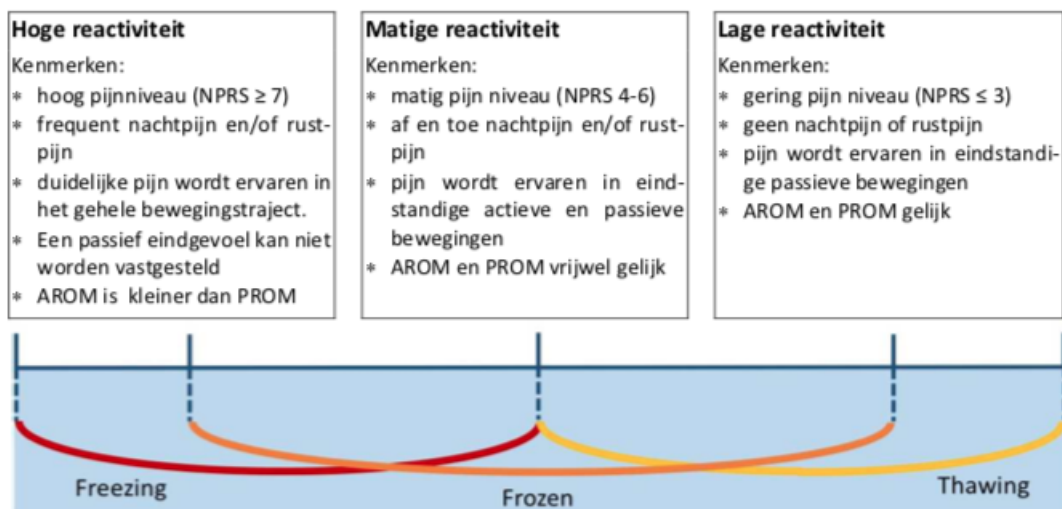 Hoge reactiviteit
Kenmerken:
* hoog pijnniveau (NPRS ≥ 7)
* frequent nachtpijn en/of rust-
pijn
* duidelijke pijn wordt ervaren in
het gehele bewegingstraject.
* Een passief eindgevoel kan niet
worden vastgesteld
* AROM is kleiner dan PROM
Matige reactiviteit
Kenmerken:
* matig pijn niveau (NPRS 4-6)
* af en toe nachtpijn en/of rust-
pijn
* pijn wordt ervaren in eind-
standige actieve en passieve
bewegingen
* AROM en PROM vrijwel gelijk
Lage reactiviteit
Kenmerken:
* gering pijn niveau (NPRS ≤ 3)
* geen nachtpijn of rustpijn
* pijn wordt ervaren in eindstandi-
ge passieve bewegingen
* AROM en PROM gelijk
Freezing
Frozen
Thawing